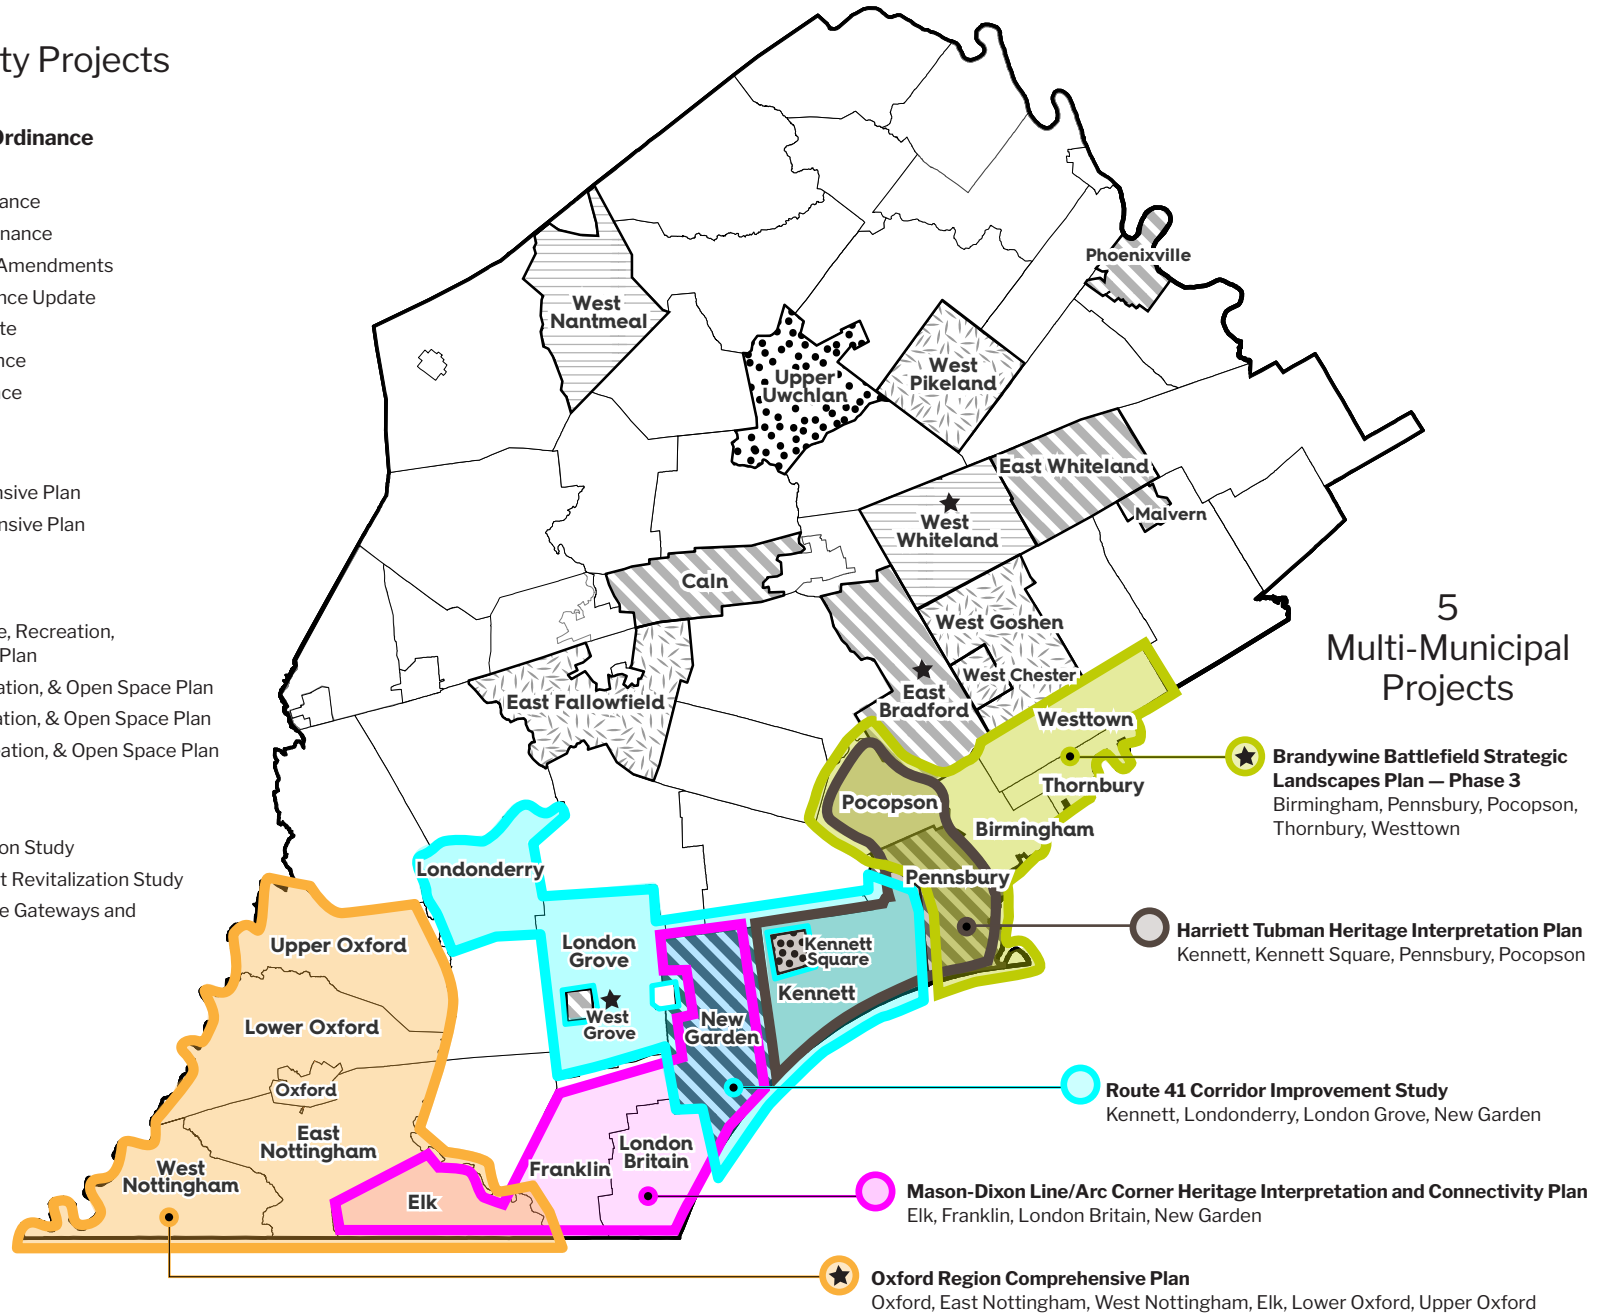 ty Projects
Ordinance
ance
nance
Amendments
nce Update
te
nce
ce
nsive Plan
nsive Plan
e, Recreation,
Plan
ation, & Open Space Plan
ation, & Open Space Plan
eation, & Open Space Plan
on Study
t Revitalization Study
e Gateways and
Phoenixville
West
Nantmeal
Upper
Uwchlan
West
Pikeland
East Whiteland
Malvern
West
Whiteland
Caln
West Goshen
West Chester
East Fallowfield
East
Bradford
Westtown
Thornbury
Pocopson
Birmingham
Pennsbury
Londonderry
London
Grove
West
Grove
Kennett
Square
Kennett
New
Garden
Upper Oxford
Lower Oxford
Oxford
East
Nottingham
West
Nottingham
Elk
Franklin
London
Britain
5
Multi-Municipal
Projects
Brandywine Battlefield Strategic
Landscapes Plan — Phase 3
Birmingham, Pennsbury, Pocopson,
Thornbury, Westtown
Harriett Tubman Heritage Interpretation Plan
Kennett, Kennett Square, Pennsbury, Pocopson
Route 41 Corridor Improvement Study
Kennett, Londonderry, London Grove, New Garden
Mason-Dixon Line/Arc Corner Heritage Interpretation and Connectivity Plan
Elk, Franklin, London Britain, New Garden
Oxford Region Comprehensive Plan
Oxford, East Nottingham, West Nottingham, Elk, Lower Oxford, Upper Oxford